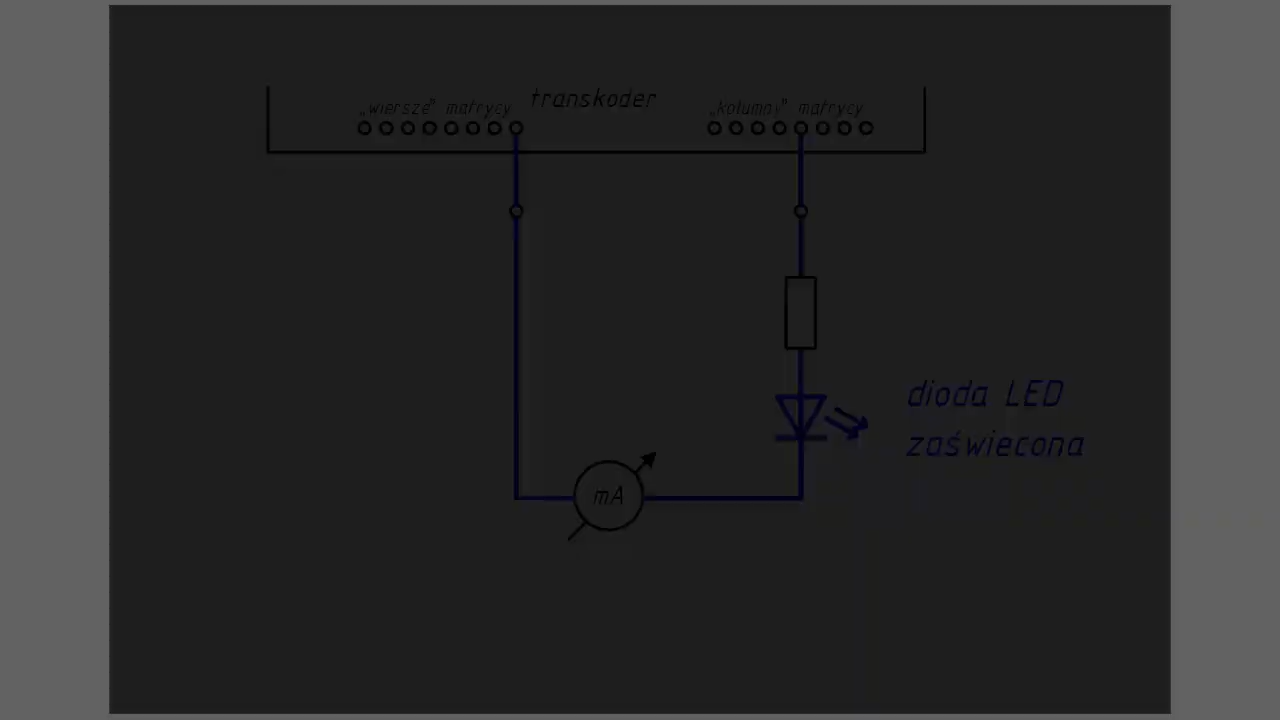 transkoder
„wiersze" matrycy
„kolumny" matrycy
dioda LED
zaświecona
mA